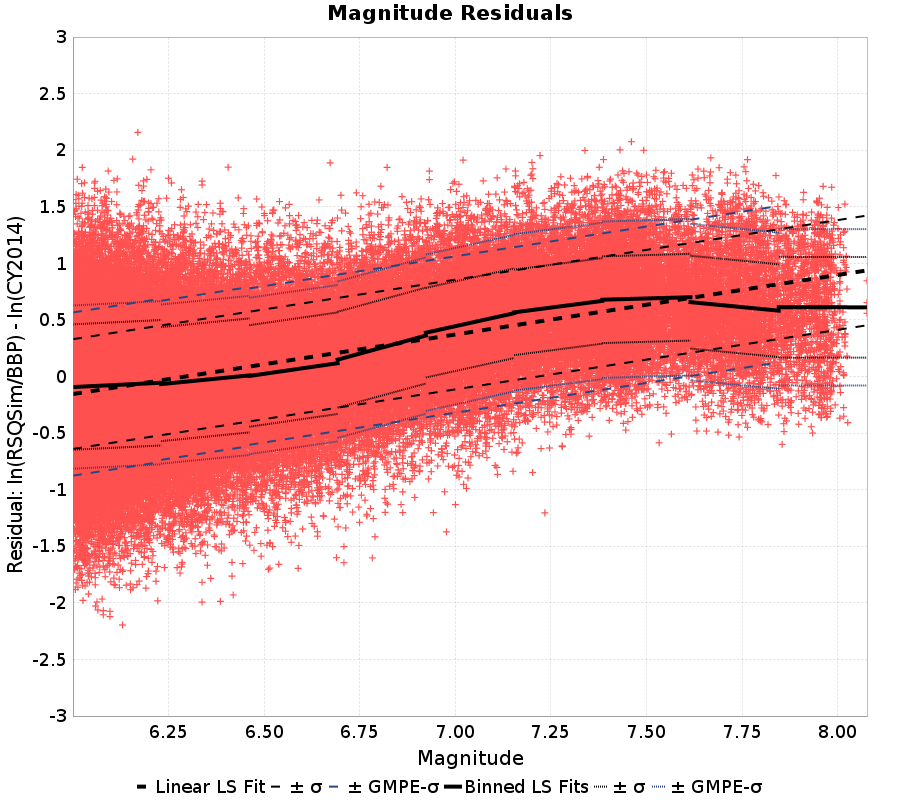 Magnitude Residuals
Residual: ln(RSQSim/BBP) - ln(CY2014)
3
2.5
2
1.5
1
0.5
0
-0.5
-1
-1.5
-2
-2.5
-3
6.25 6.50 6.75 7.00 7.25 7.50 7.75 8.00
Magnitude
Linear LS Fit ± σ ± GMPE-σ Binned LS Fits ± σ ± GMPE-σ